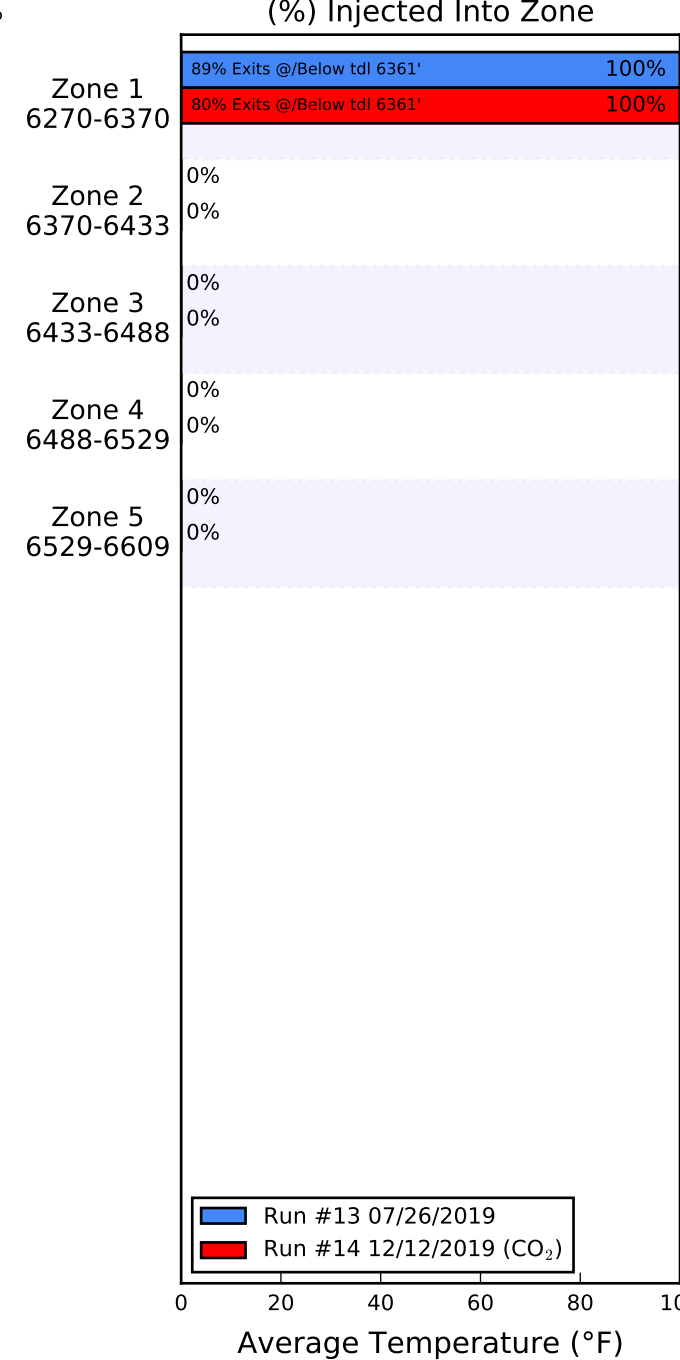 (%) Injected Into Zone
Zone 1
6270-6370
89% Exits @/Below tdl 6361' 100%
80% Exits @/Below tdl 6361' 100%
Zone 2
6370-6433
0%
0%
Zone 3
6433-6488
0%
0%
Zone 4
6488-6529
0%
0%
Zone 5
6529-6609
0%
0%
Run #13 07/26/2019
Run #14 12/12/2019 (CO₂)
0 20 40 60 80
Average Temperature (°F)